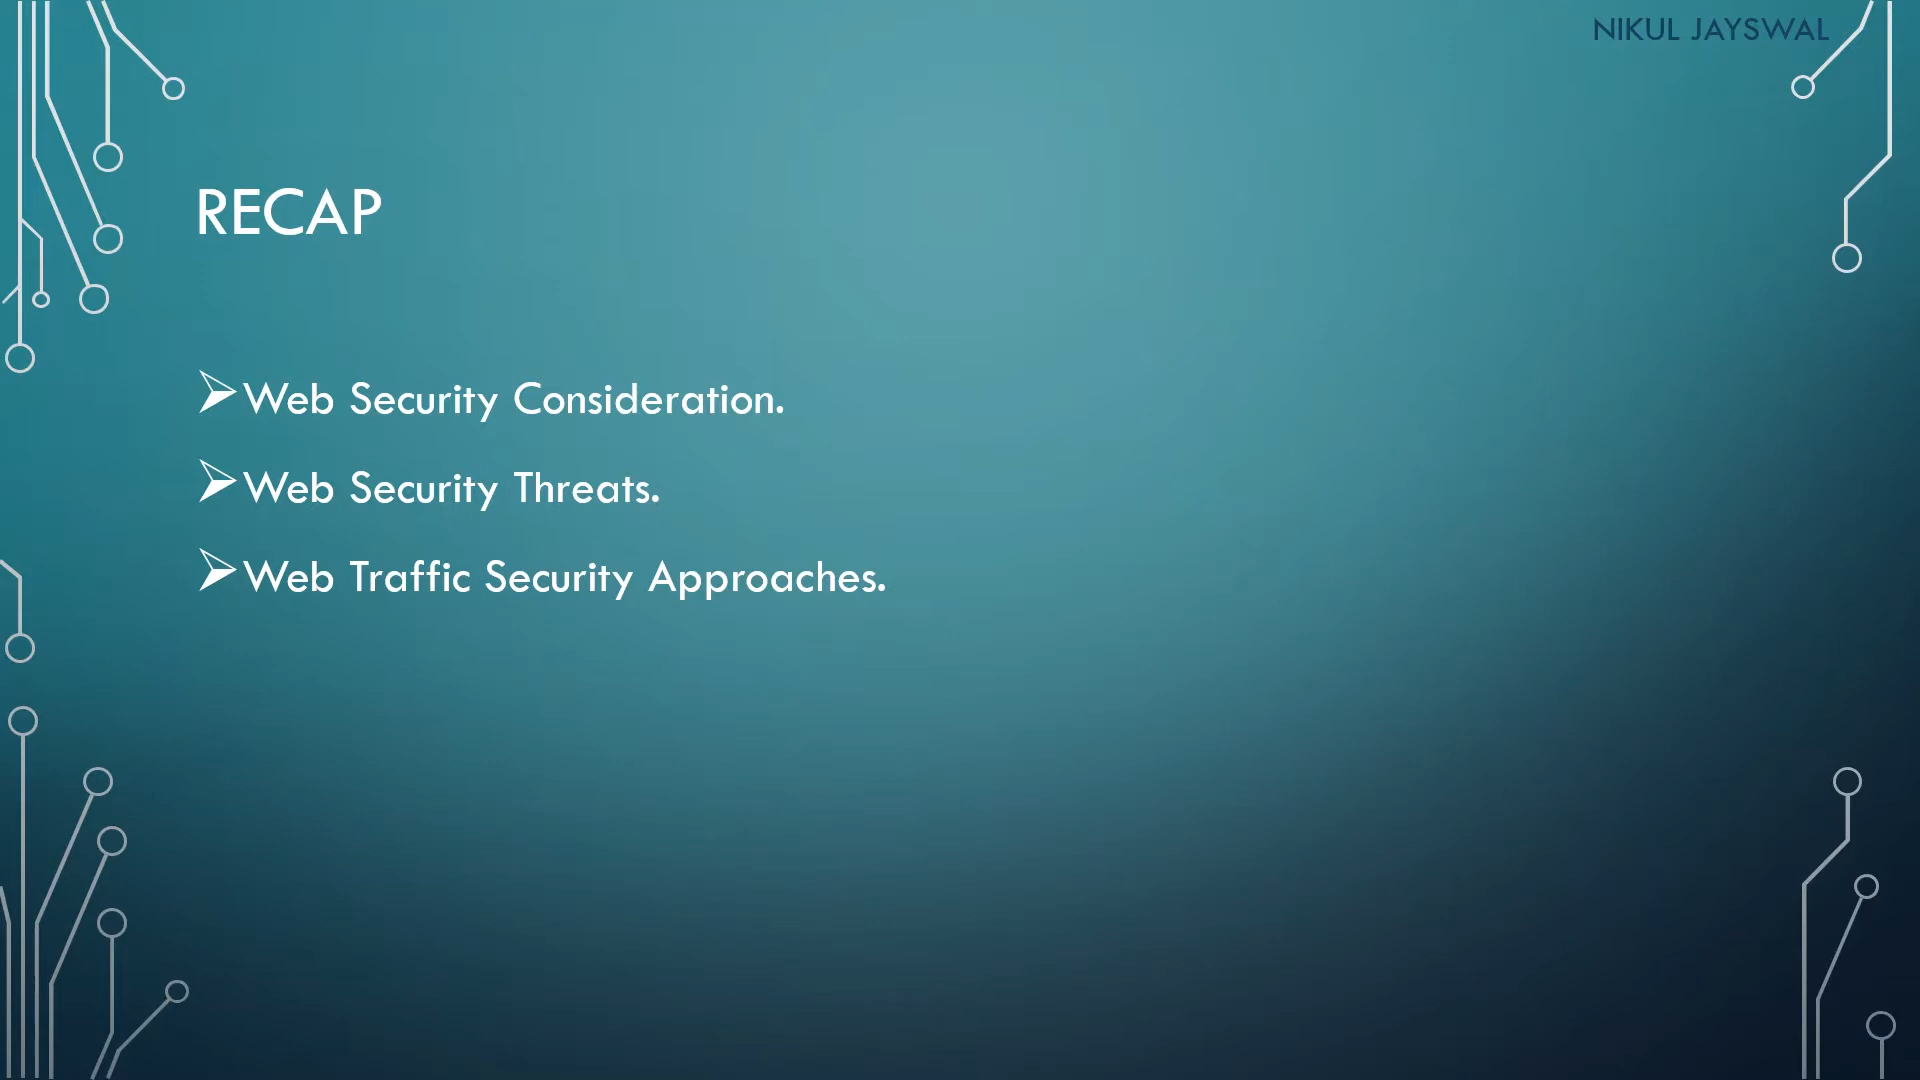 NIKUL JAYSWAL
RECAP
Web Security Consideration.
Web Security Threats.
Web Traffic Security Approaches.